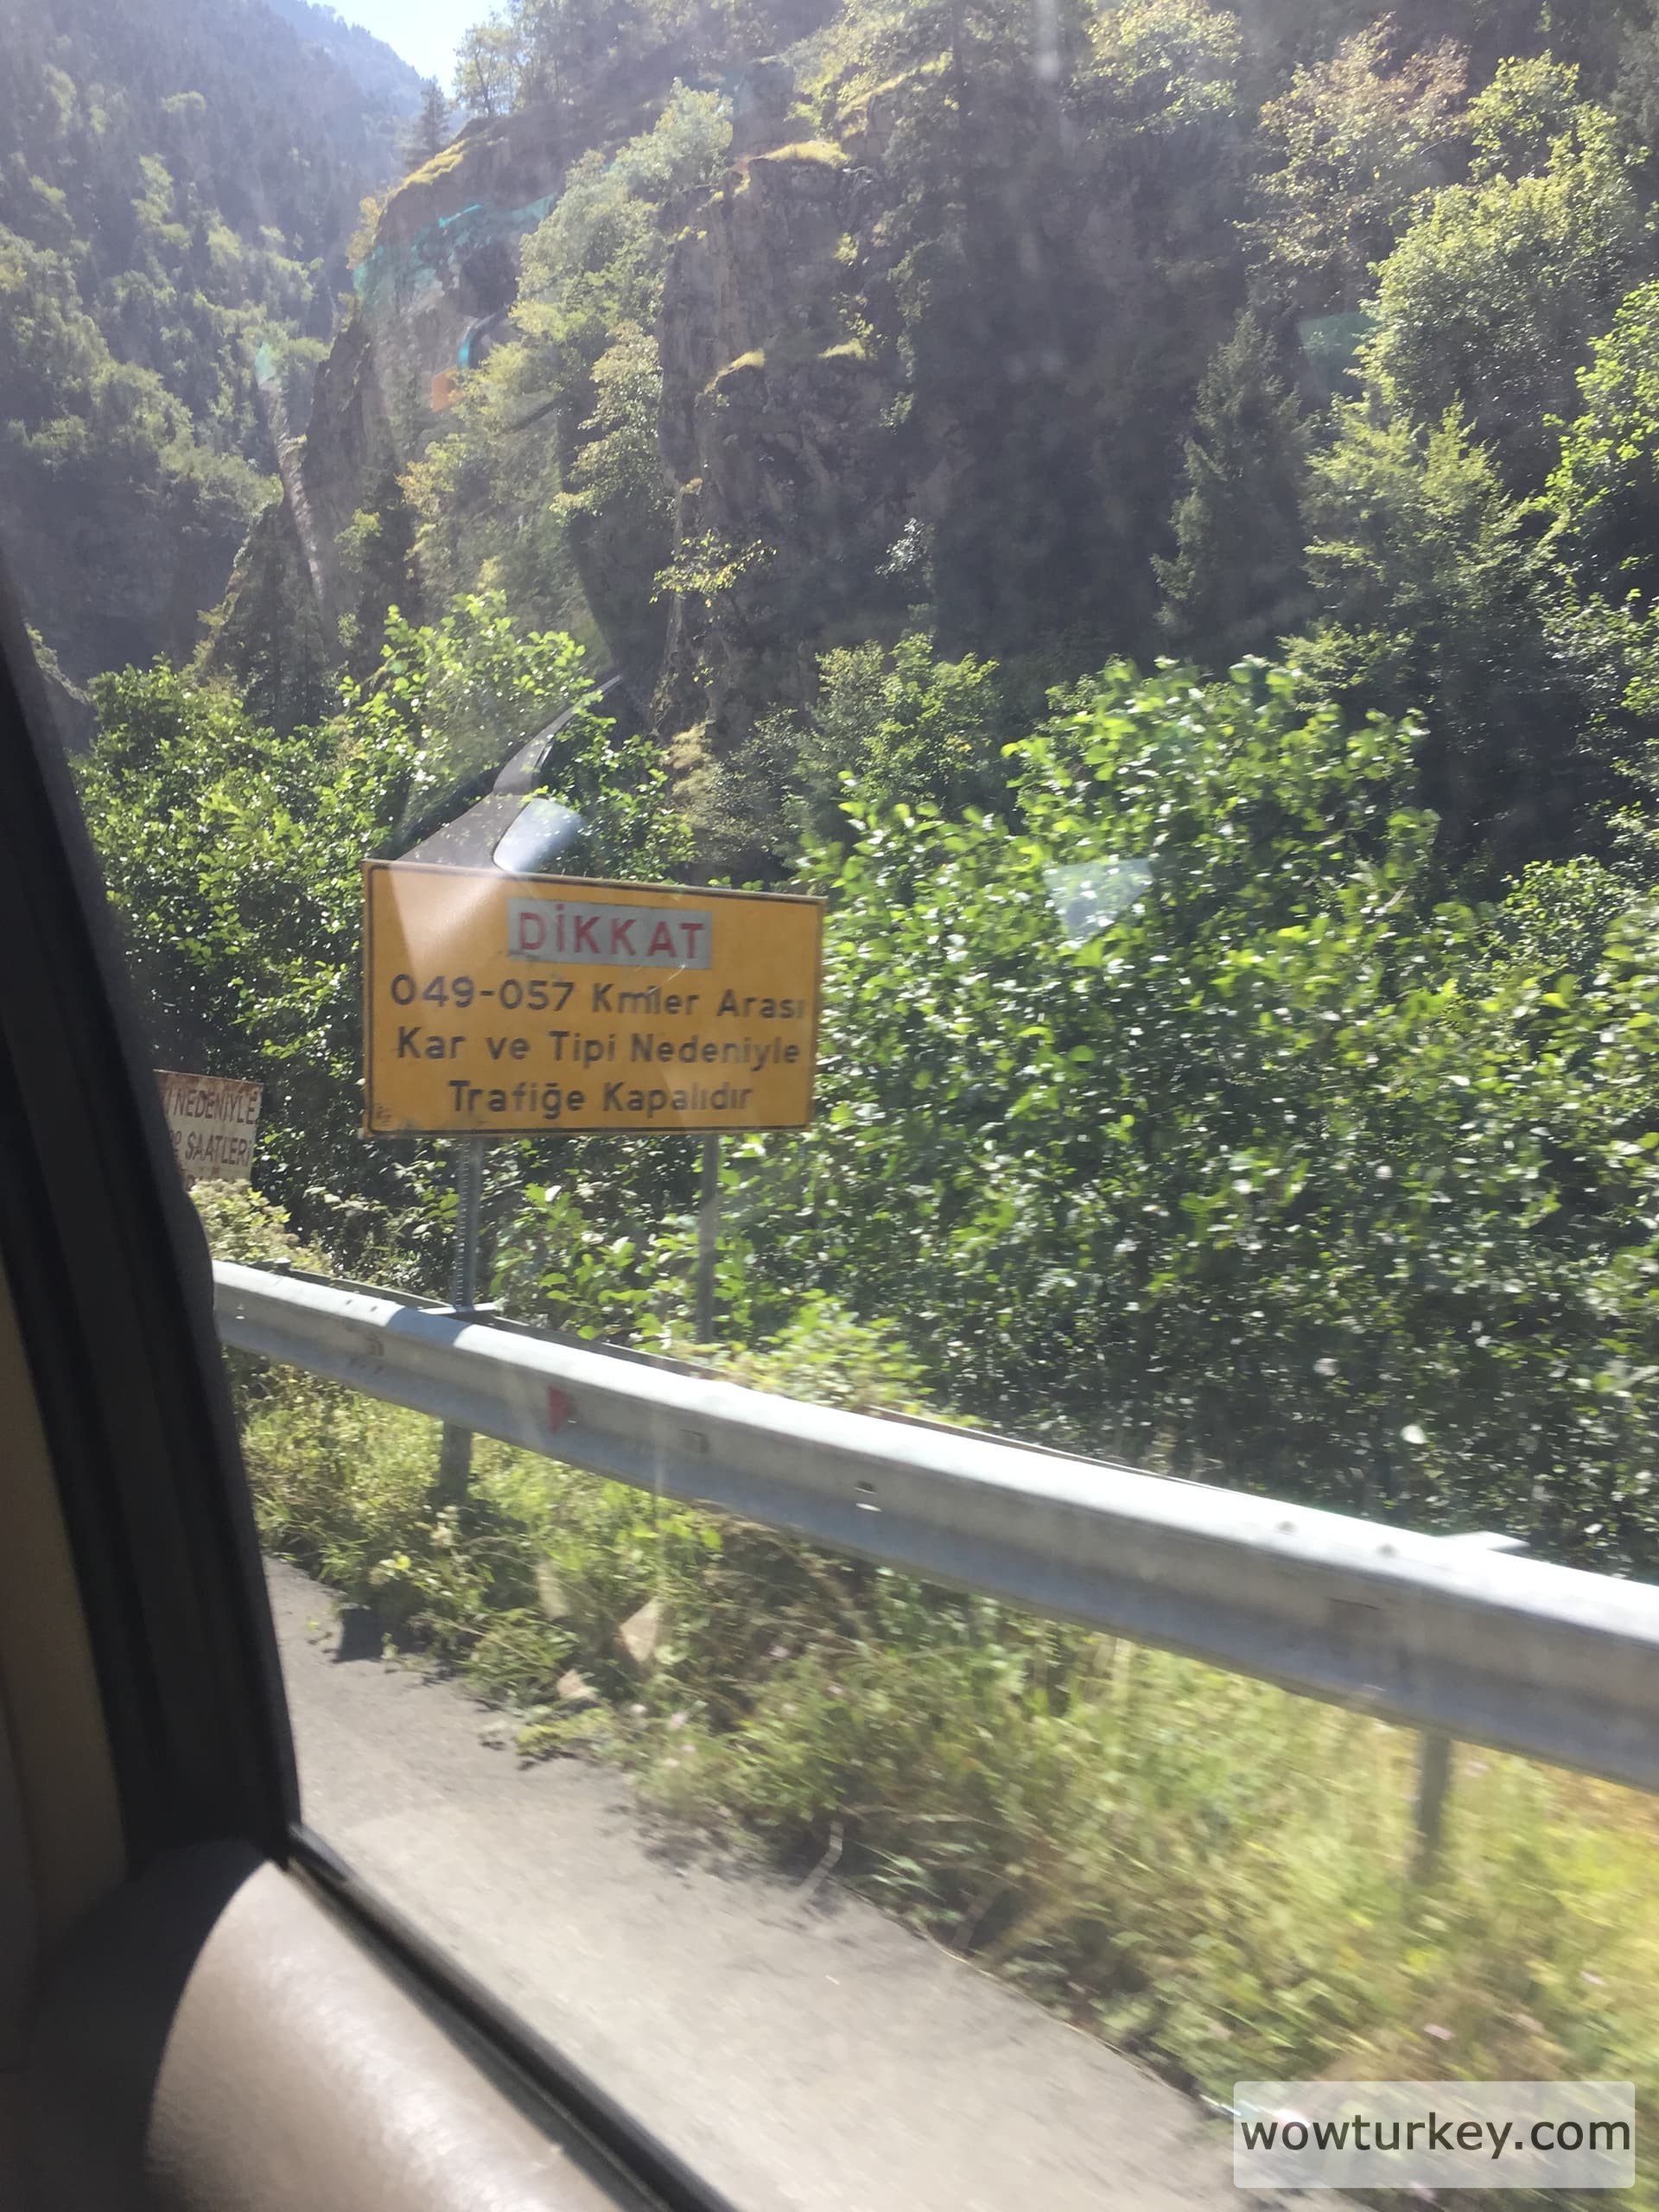 DİKKAT
049-057 Kmler Arası
Kar ve Tipi Nedeniyle
Trafiğe Kapalıdır
NEDENİYLE
SAATLERİ
wowturkey.com